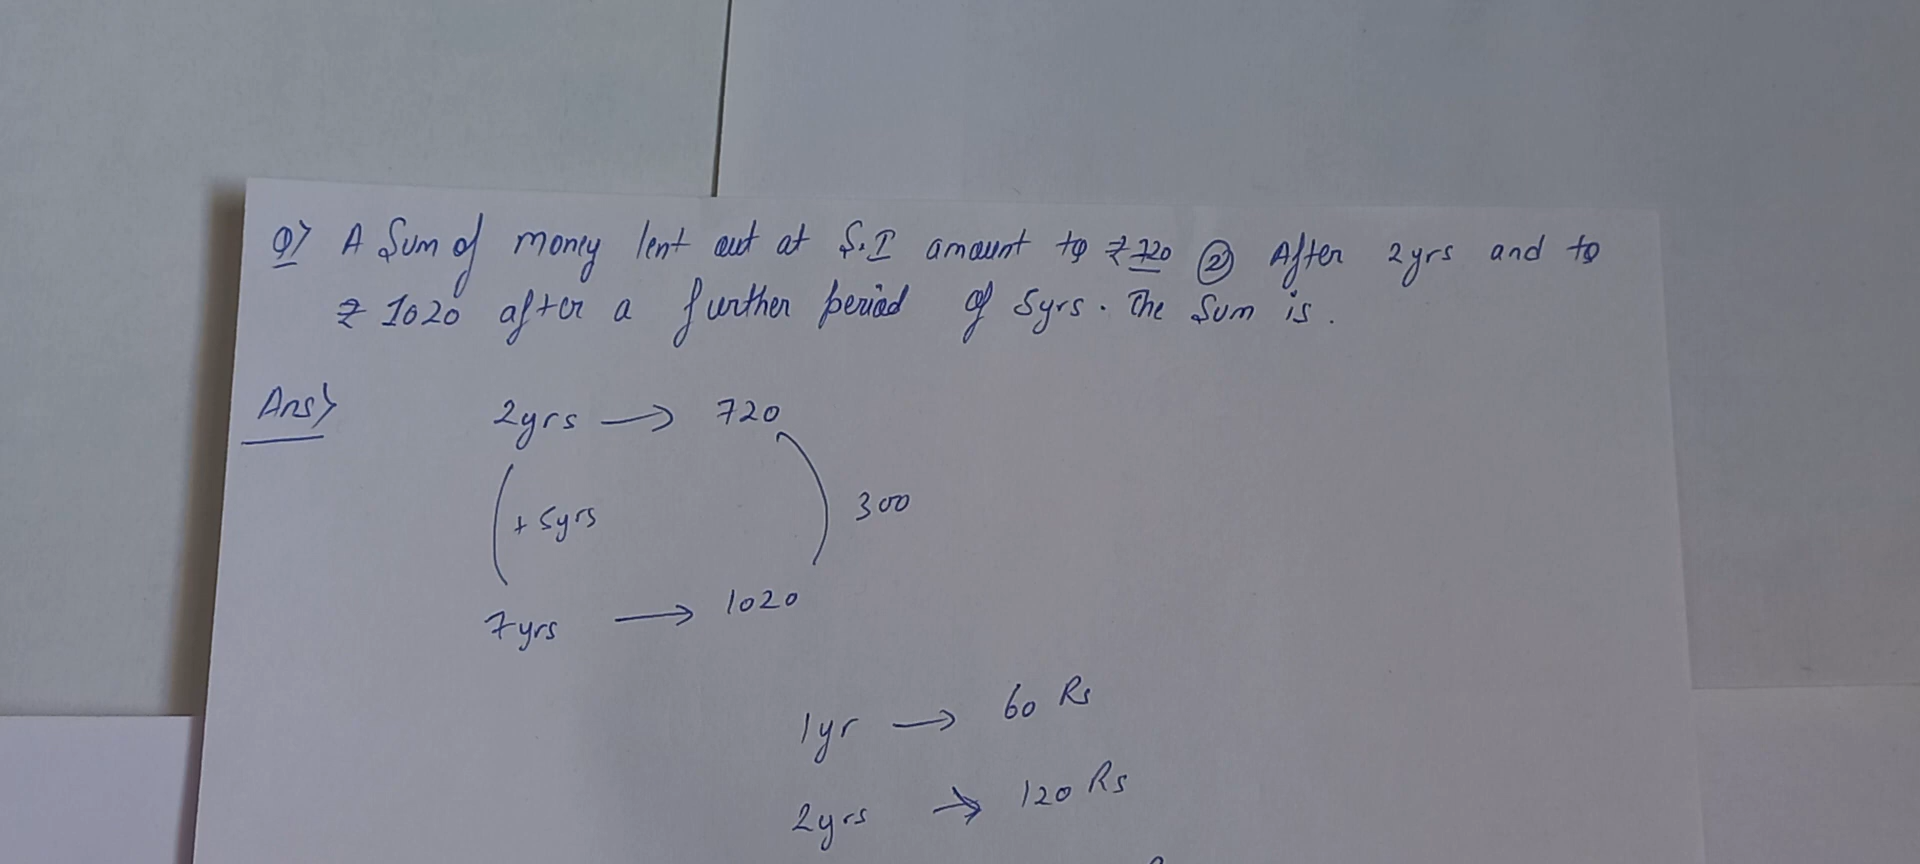 Q> A Sum of money lent out at S.I amount to ₹720 ② After 2yrs and to
₹ 1020 after a further period of 5yrs. The Sum is.
Ans> 2yrs → 720
+ 5yrs 300
7yrs → 1020
1yr → 60 Rs
2yrs → 120 Rs